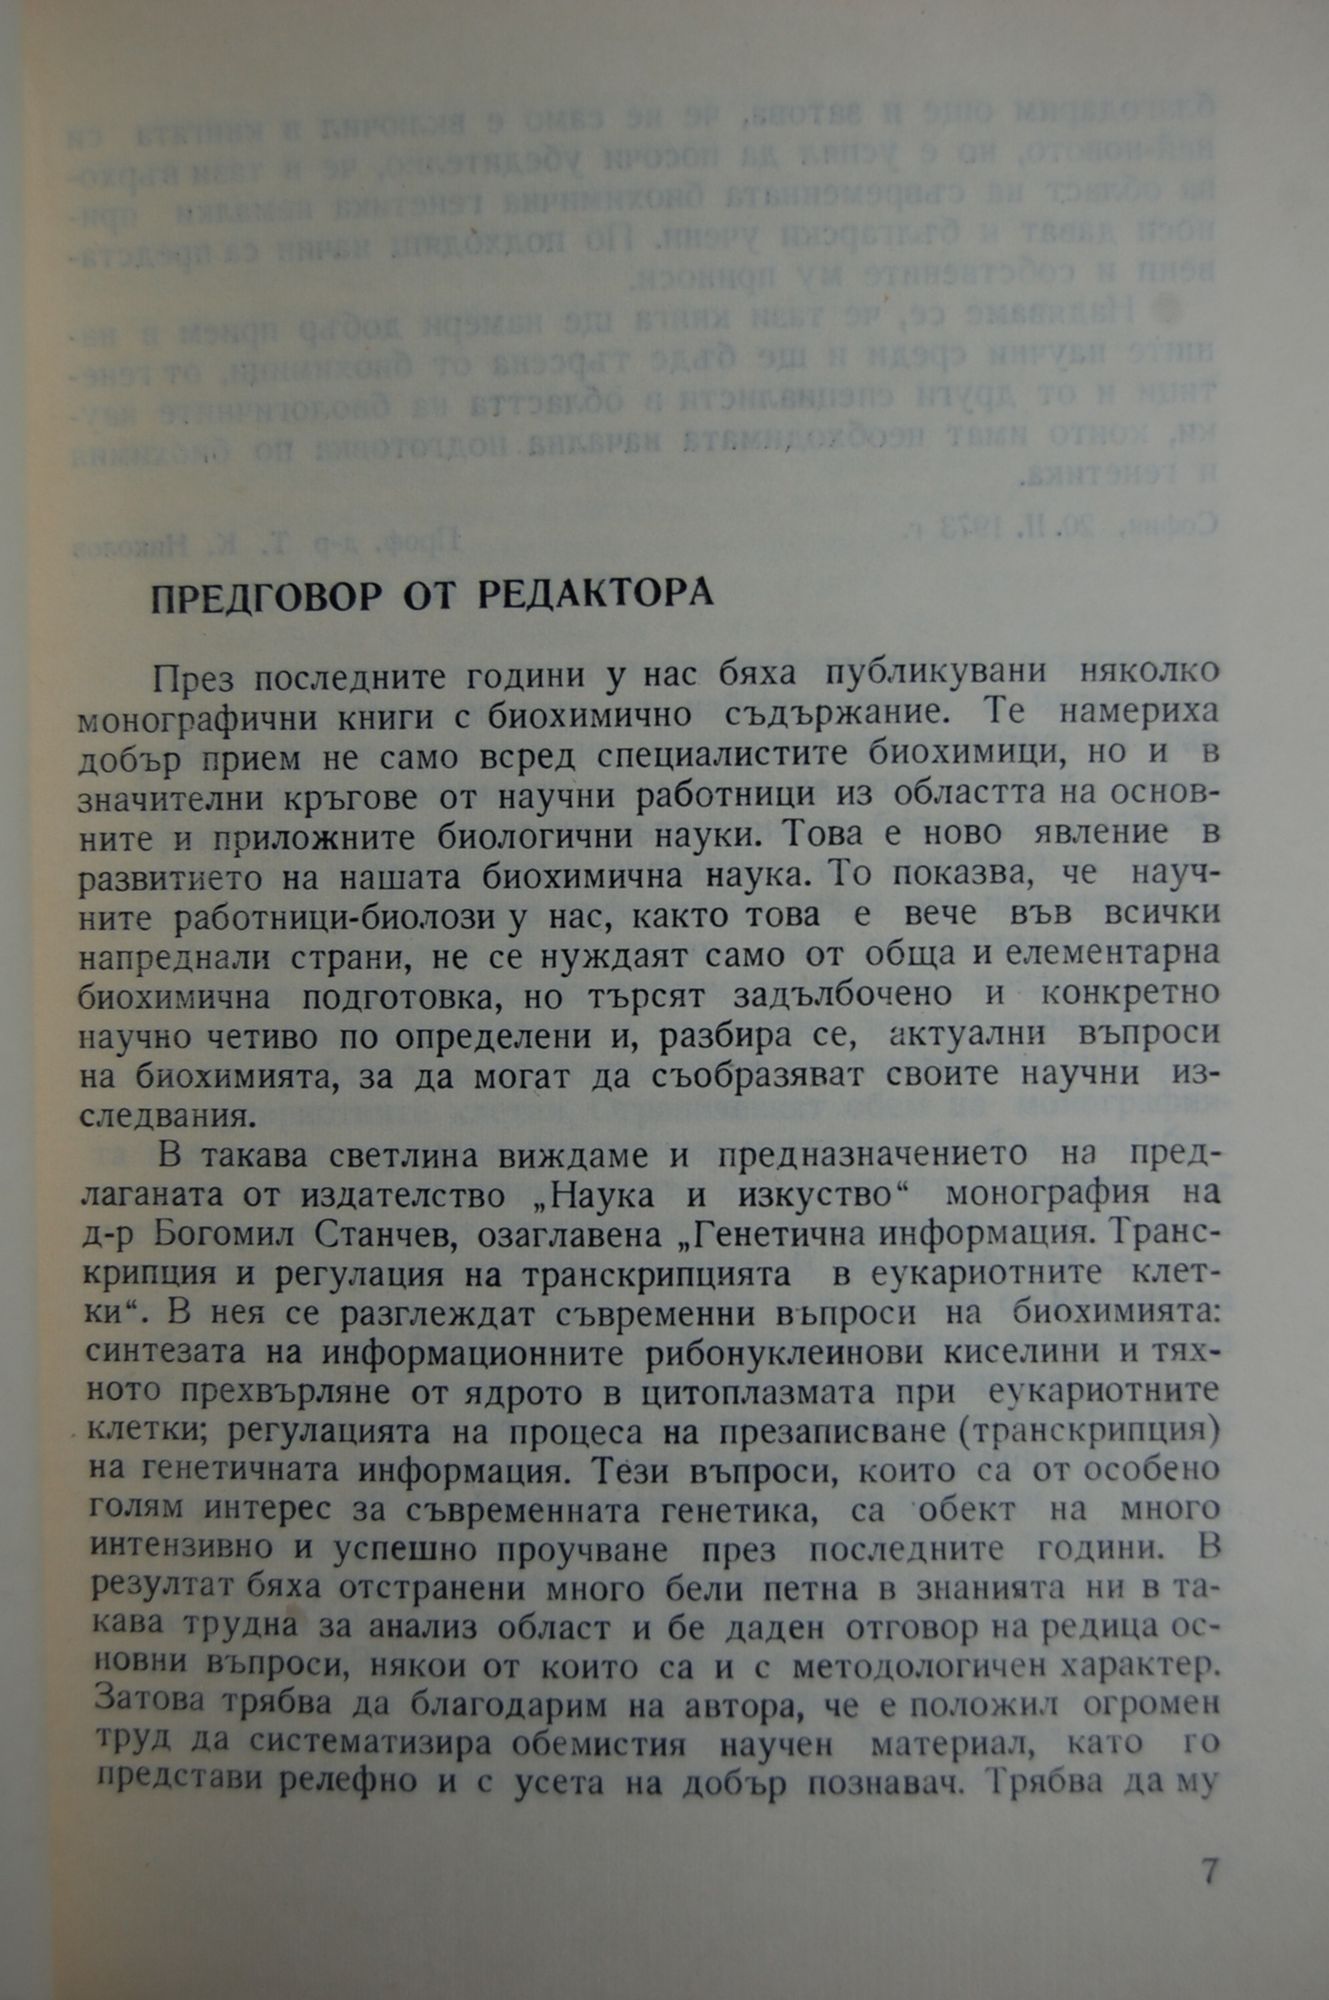 ПРЕДГОВОР ОТ РЕДАКТОРА
През последните години у нас бяха публикувани няколко
монографични книги с биохимично съдържание. Те намериха
добър прием не само всред специалистите биохимици, но и в
значителни кръгове от научни работници из областта на основ-
ните и приложните биологични науки. Това е ново явление в
развитието на нашата биохимична наука. То показва, че науч-
ните работници-биолози у нас, както това е вече във всички
напреднали страни, не се нуждаят само от обща и елементарна
биохимична подготовка, но търсят задълбочено и конкретно
научно четиво по определени и, разбира се, актуални въпроси
на биохимията, за да могат да съобразяват своите научни из-
следвания.
В такава светлина виждаме и предназначението на пред-
лаганата от издателство „Наука и изкуство“ монография на
д-р Богомил Станчев, озаглавена „Генетична информация. Транс-
крипция и регулация на транскрипцията в еукариотните клет-
ки“. В нея се разглеждат съвременни въпроси на биохимията:
синтезата на информационните рибонуклеинови киселини и тях-
ното прехвърляне от ядрото в цитоплазмата при еукариотните
клетки; регулацията на процеса на презаписване (транскрипция)
на генетичната информация. Тези въпроси, които са от особено
голям интерес за съвременната генетика, са обект на много
интензивно и успешно проучване през последните години. В
резултат бяха отстранени много бели петна в знанията ни в та-
кава трудна за анализ област и бе даден отговор на редица ос-
новни въпроси, някои от които са и с методологичен характер.
Затова трябва да благодарим на автора, че е положил огромен
труд да систематизира обемистия научен материал, като го
представи релефно и с усета на добър познавач. Трябва да му
7